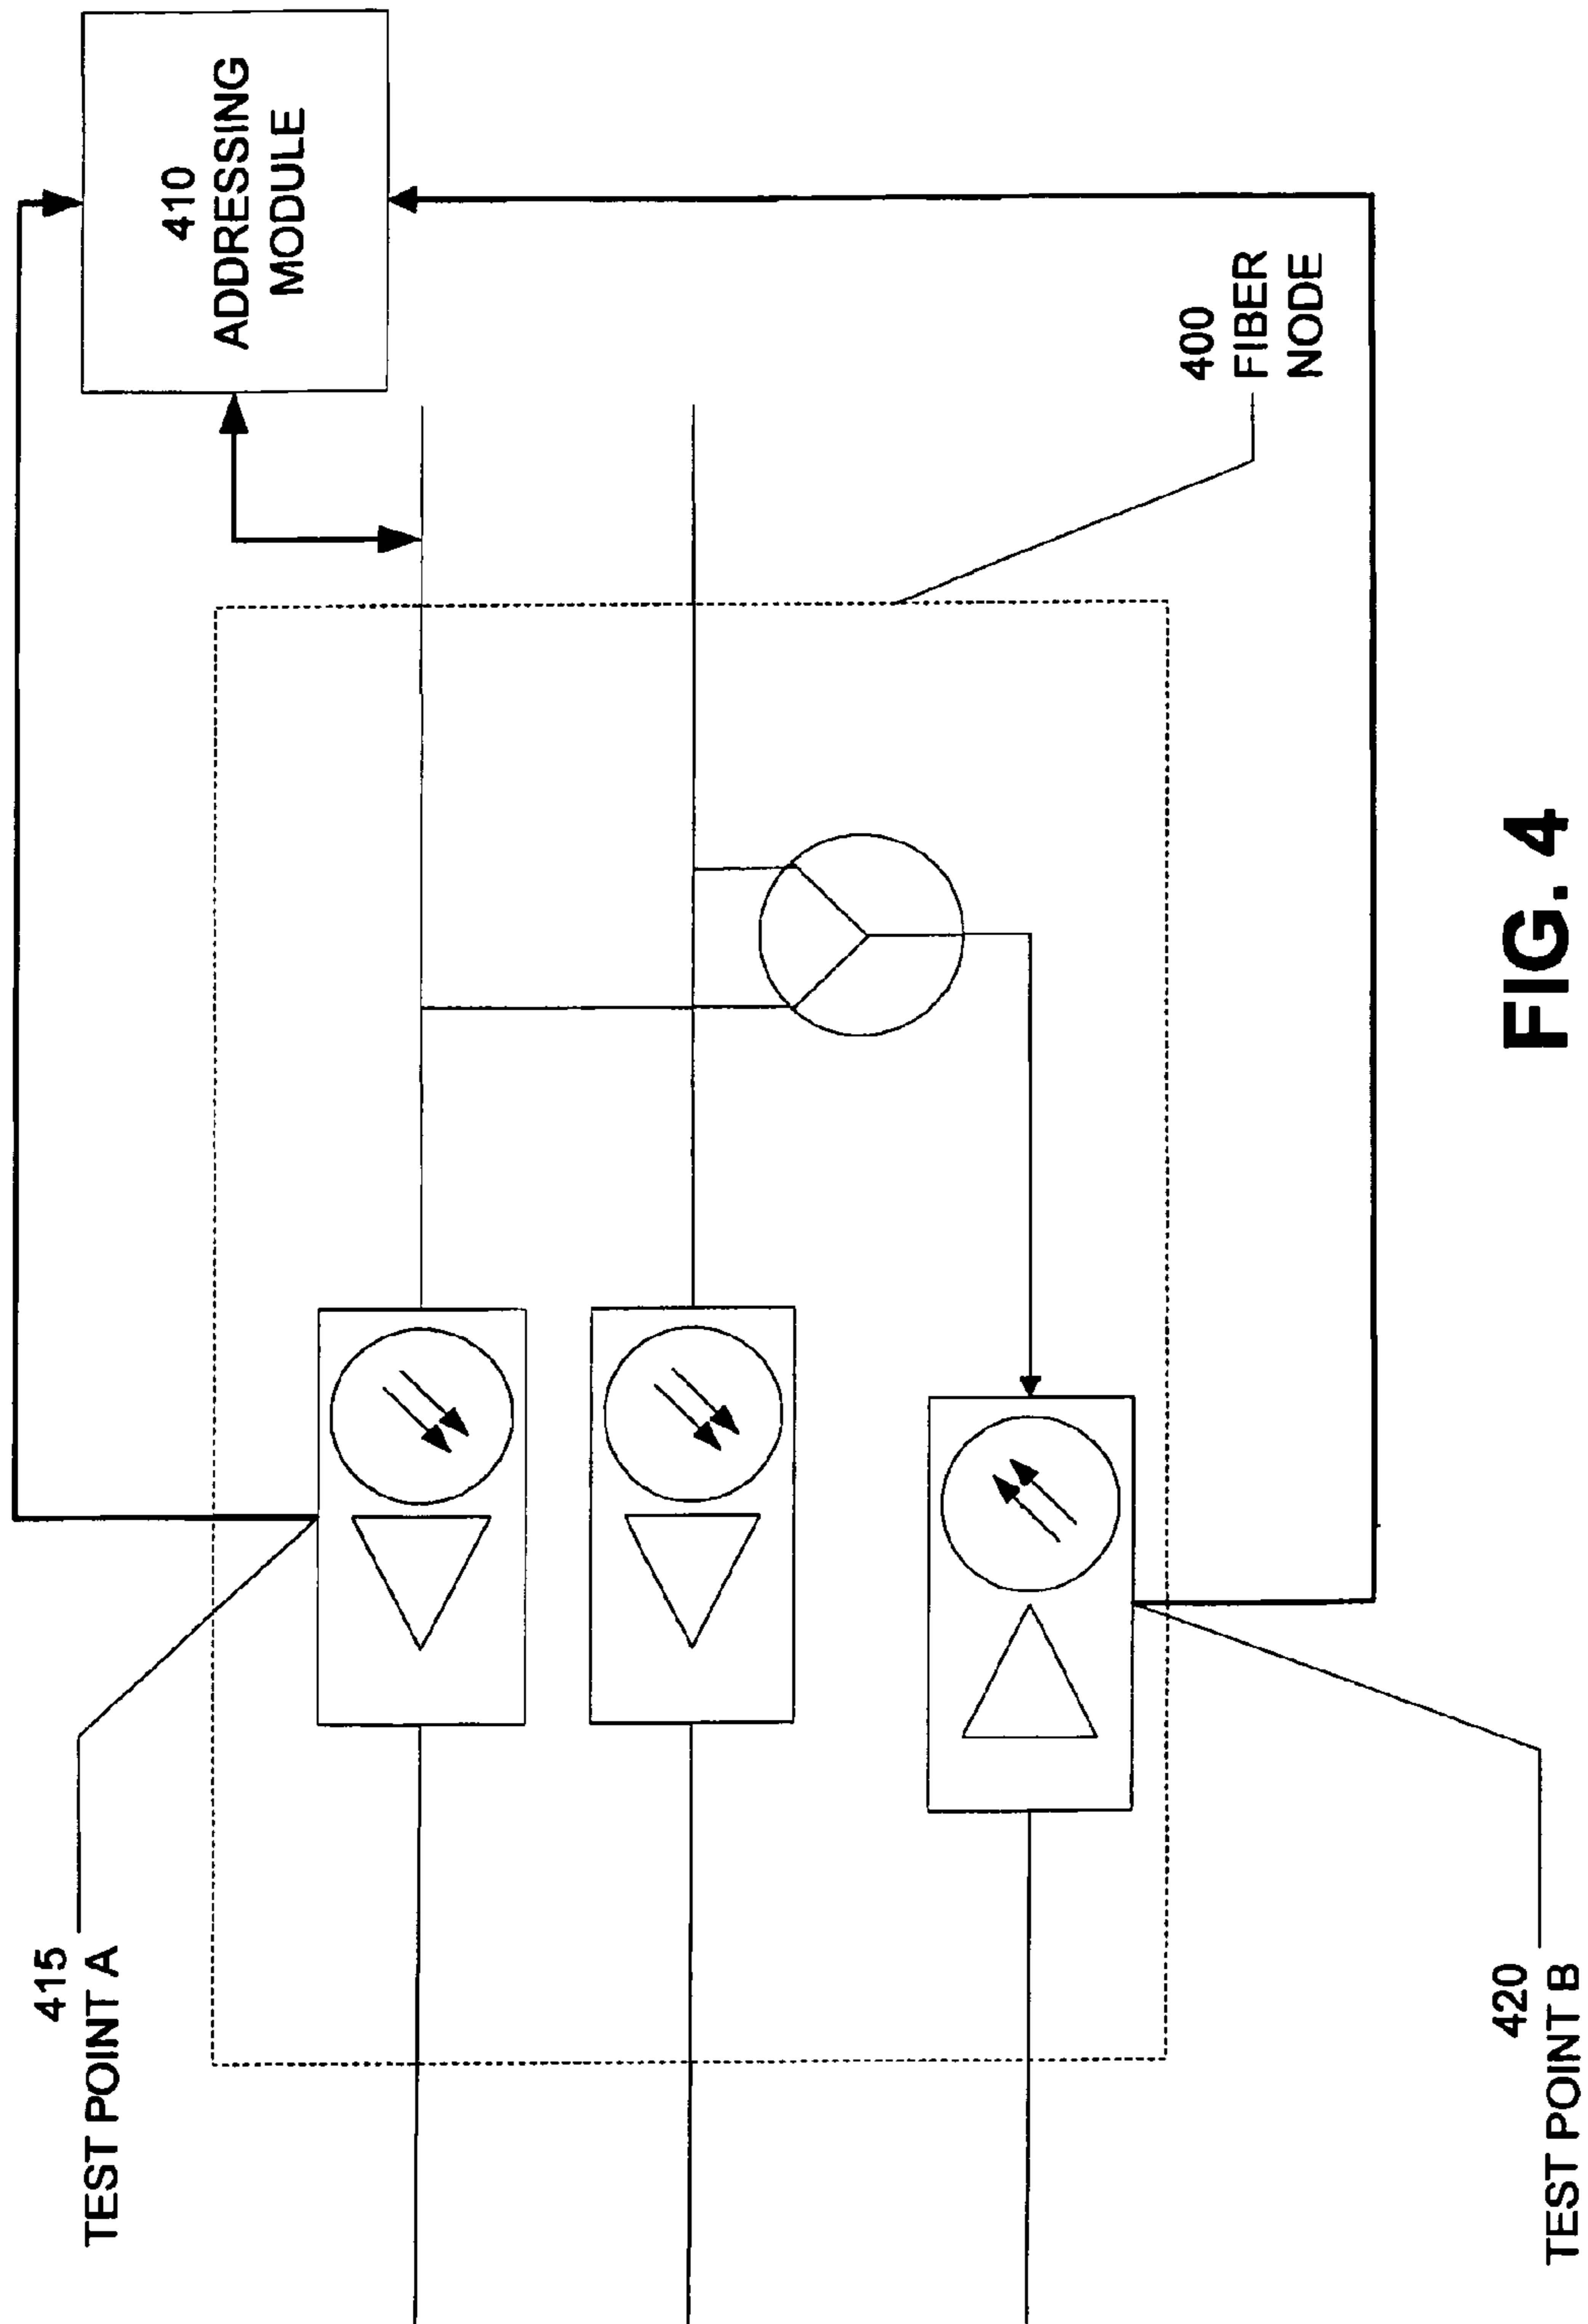 415
TEST POINT A
410
ADDRESSING
MODULE
400
FIBER
NODE
420
TEST POINT B
FIG. 4